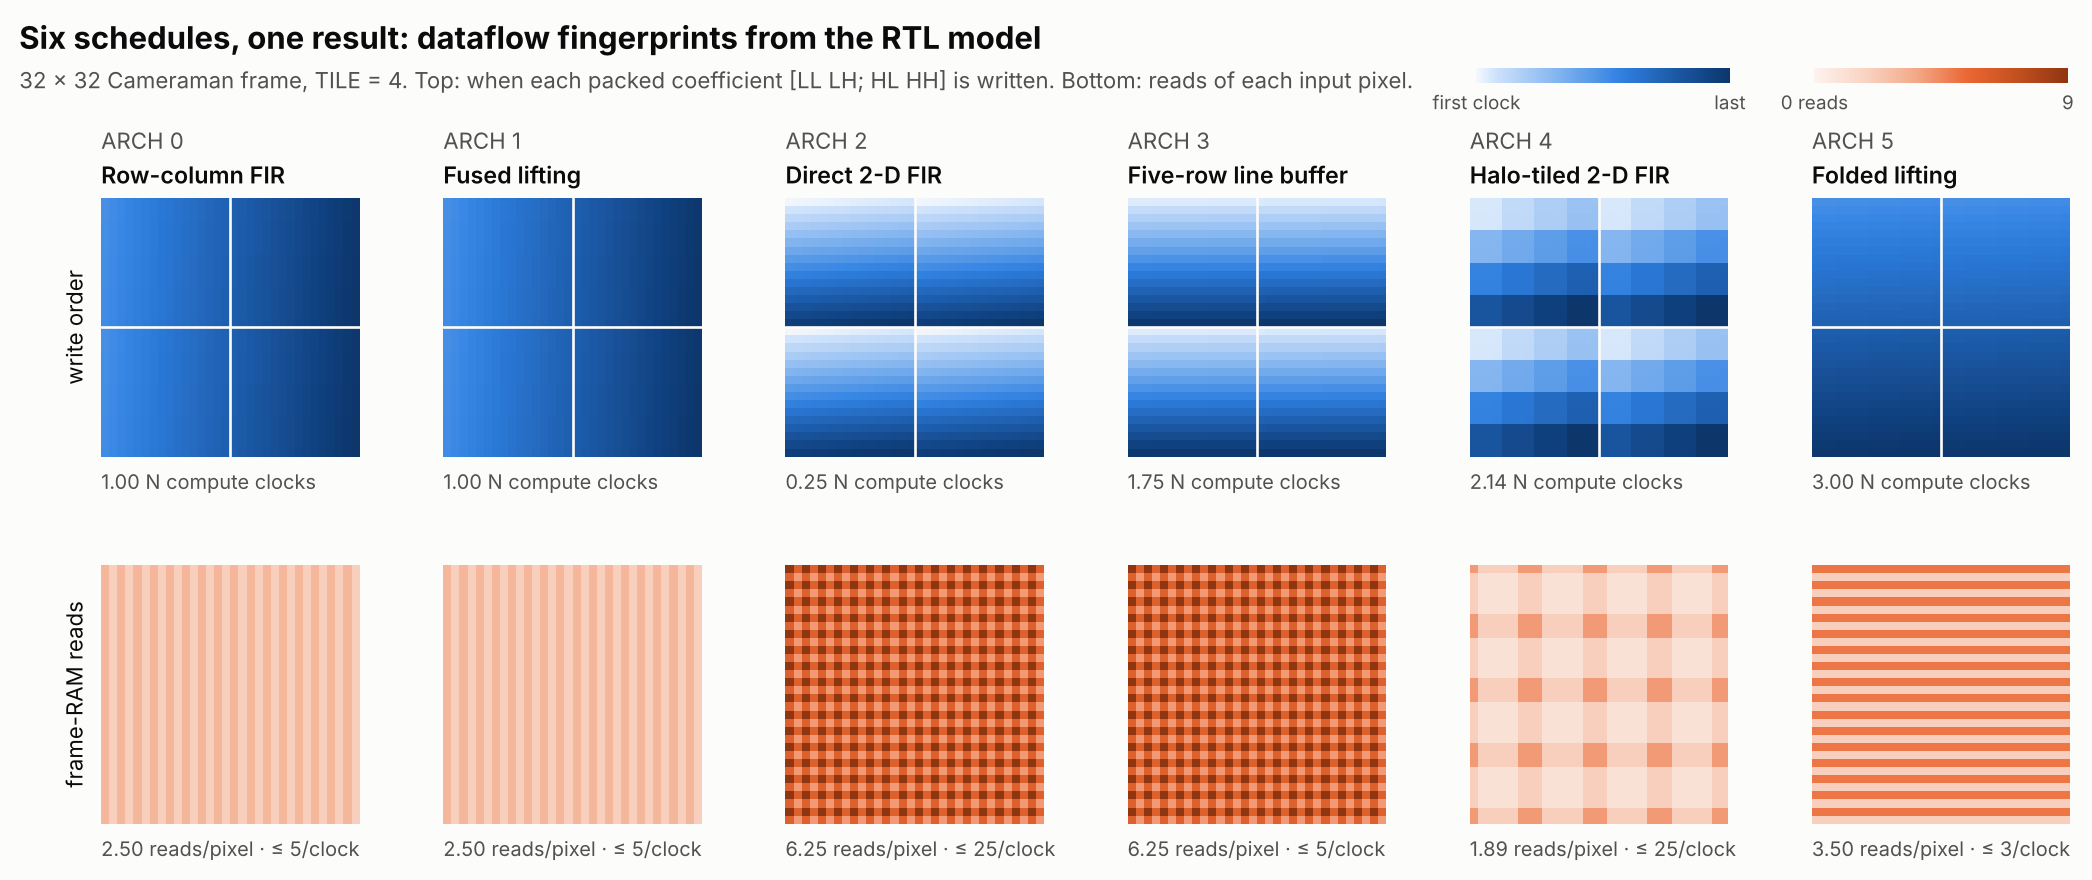 Six schedules, one result: dataflow fingerprints from the RTL model
32 × 32 Cameraman frame, TILE = 4. Top: when each packed coefficient [LL LH; HL HH] is written. Bottom: reads of each input pixel.
first clock last
0 reads 9
ARCH 0
Row-column FIR
ARCH 1
Fused lifting
ARCH 2
Direct 2-D FIR
ARCH 3
Five-row line buffer
ARCH 4
Halo-tiled 2-D FIR
ARCH 5
Folded lifting
write order
1.00 N compute clocks
1.00 N compute clocks
0.25 N compute clocks
1.75 N compute clocks
2.14 N compute clocks
3.00 N compute clocks
frame-RAM reads
2.50 reads/pixel · ≤ 5/clock
2.50 reads/pixel · ≤ 5/clock
6.25 reads/pixel · ≤ 25/clock
6.25 reads/pixel · ≤ 5/clock
1.89 reads/pixel · ≤ 25/clock
3.50 reads/pixel · ≤ 3/clock